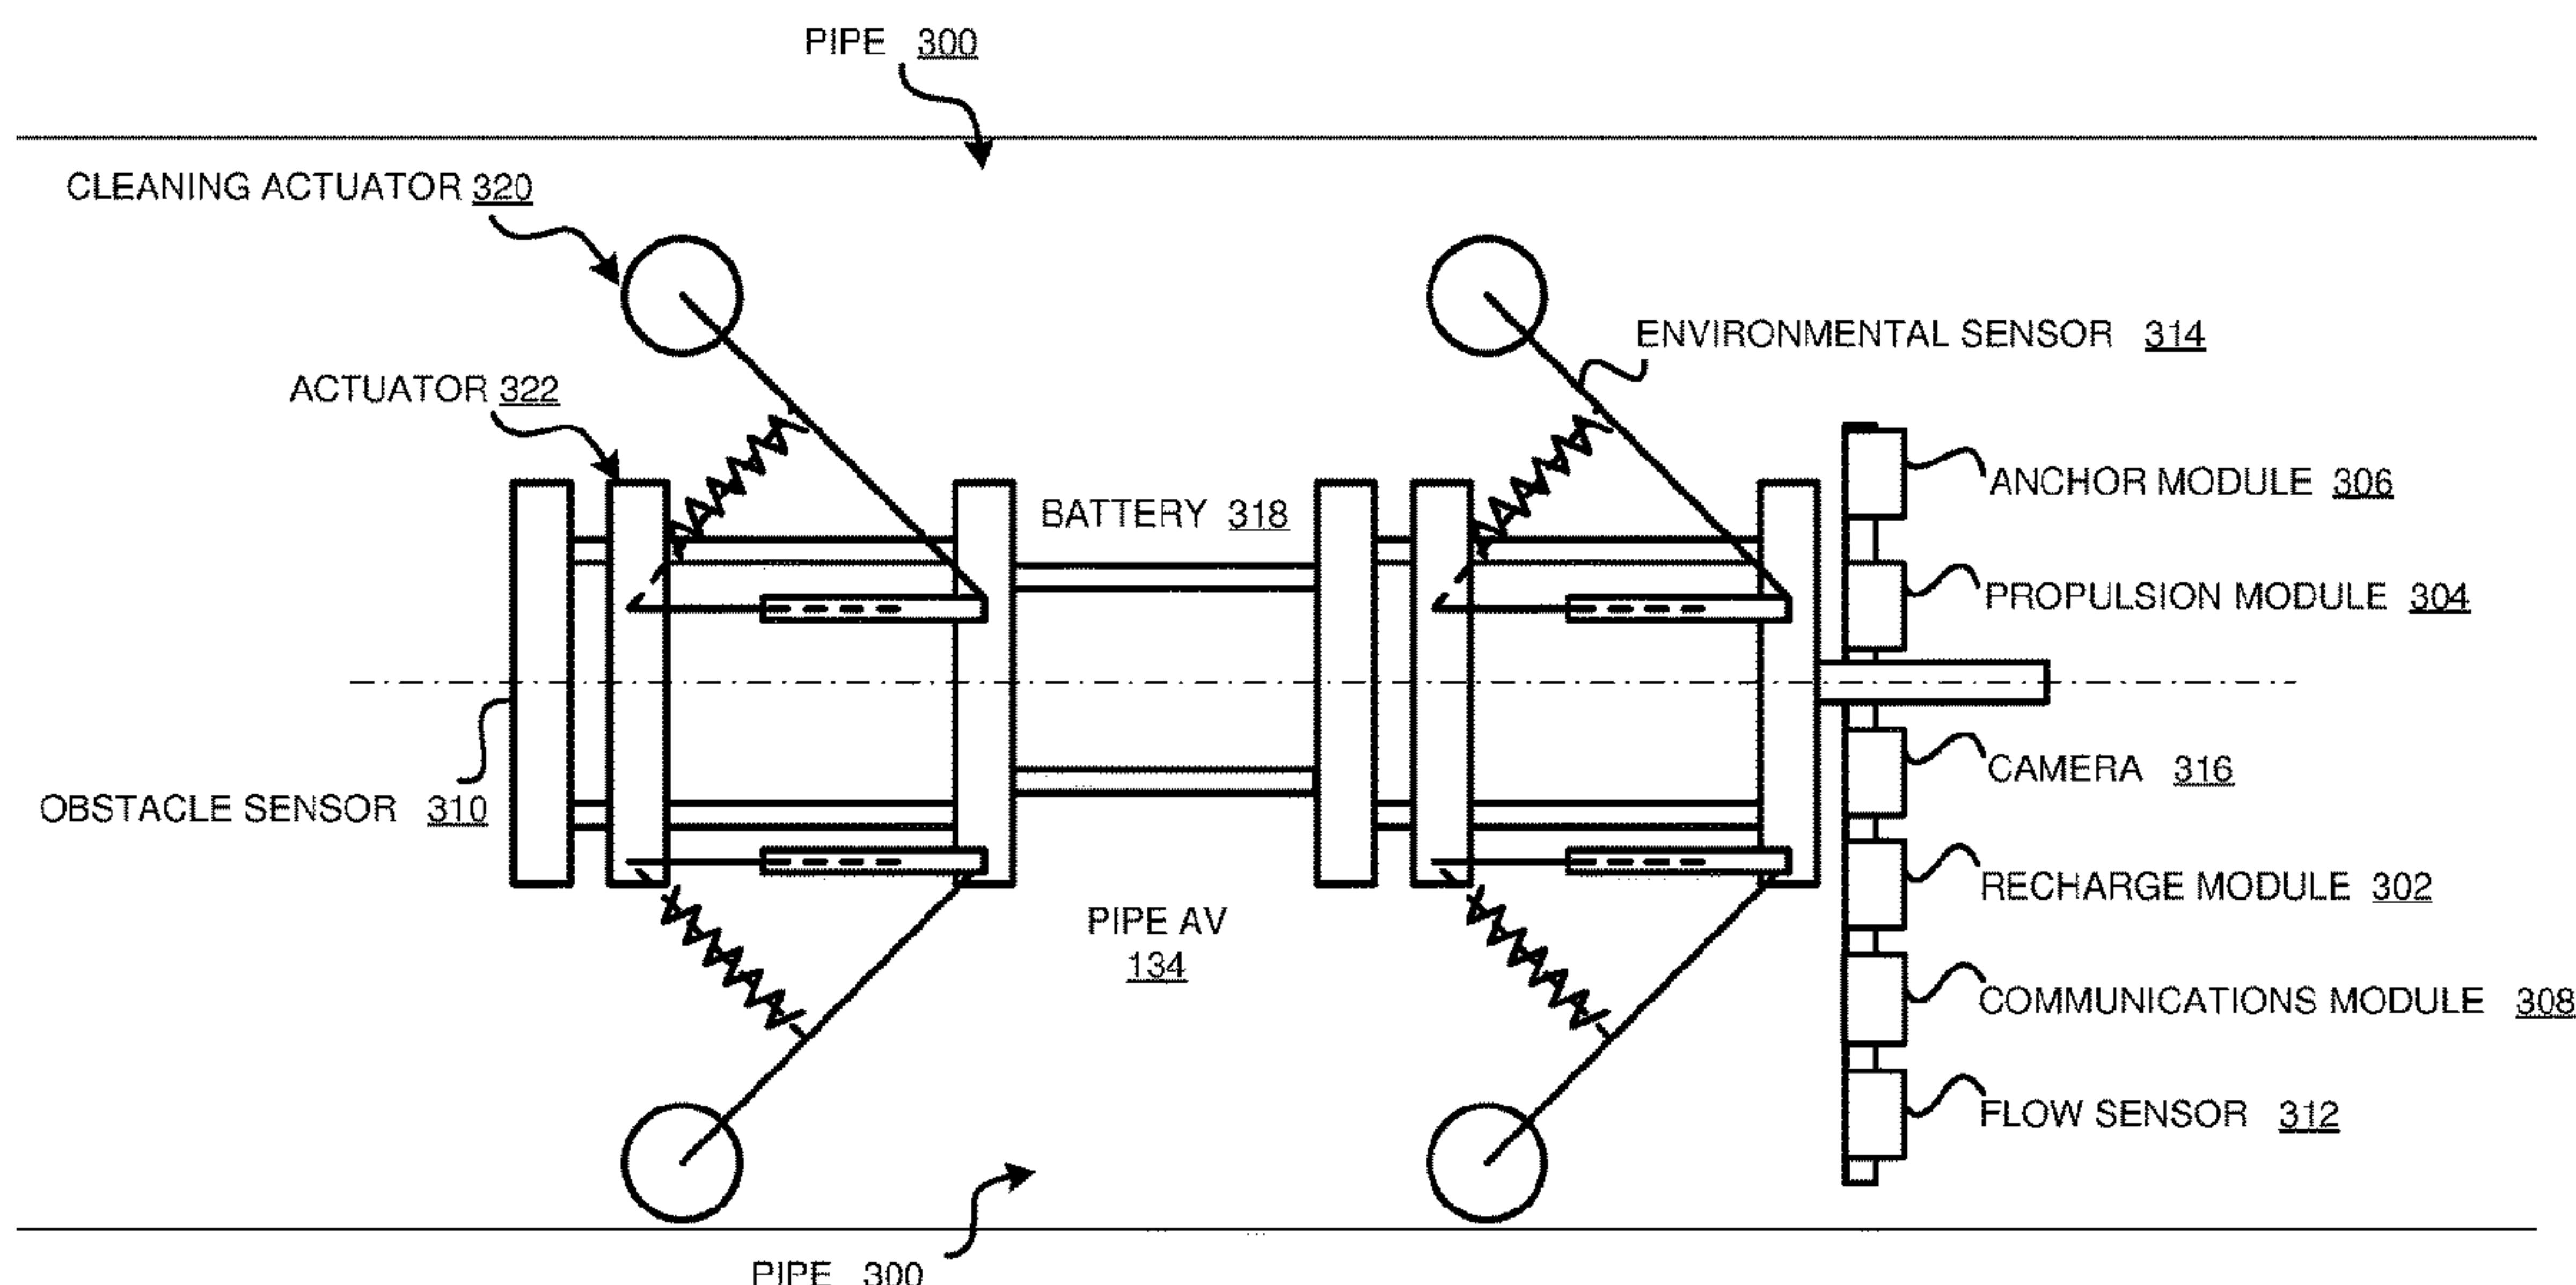 PIPE 300
CLEANING ACTUATOR 320
ENVIRONMENTAL SENSOR 314
ACTUATOR 322
ANCHOR MODULE 306
BATTERY 318
PROPULSION MODULE 304
CAMERA 316
OBSTACLE SENSOR 310
RECHARGE MODULE 302
PIPE AV
134
COMMUNICATIONS MODULE 308
FLOW SENSOR 312
PIPE 300